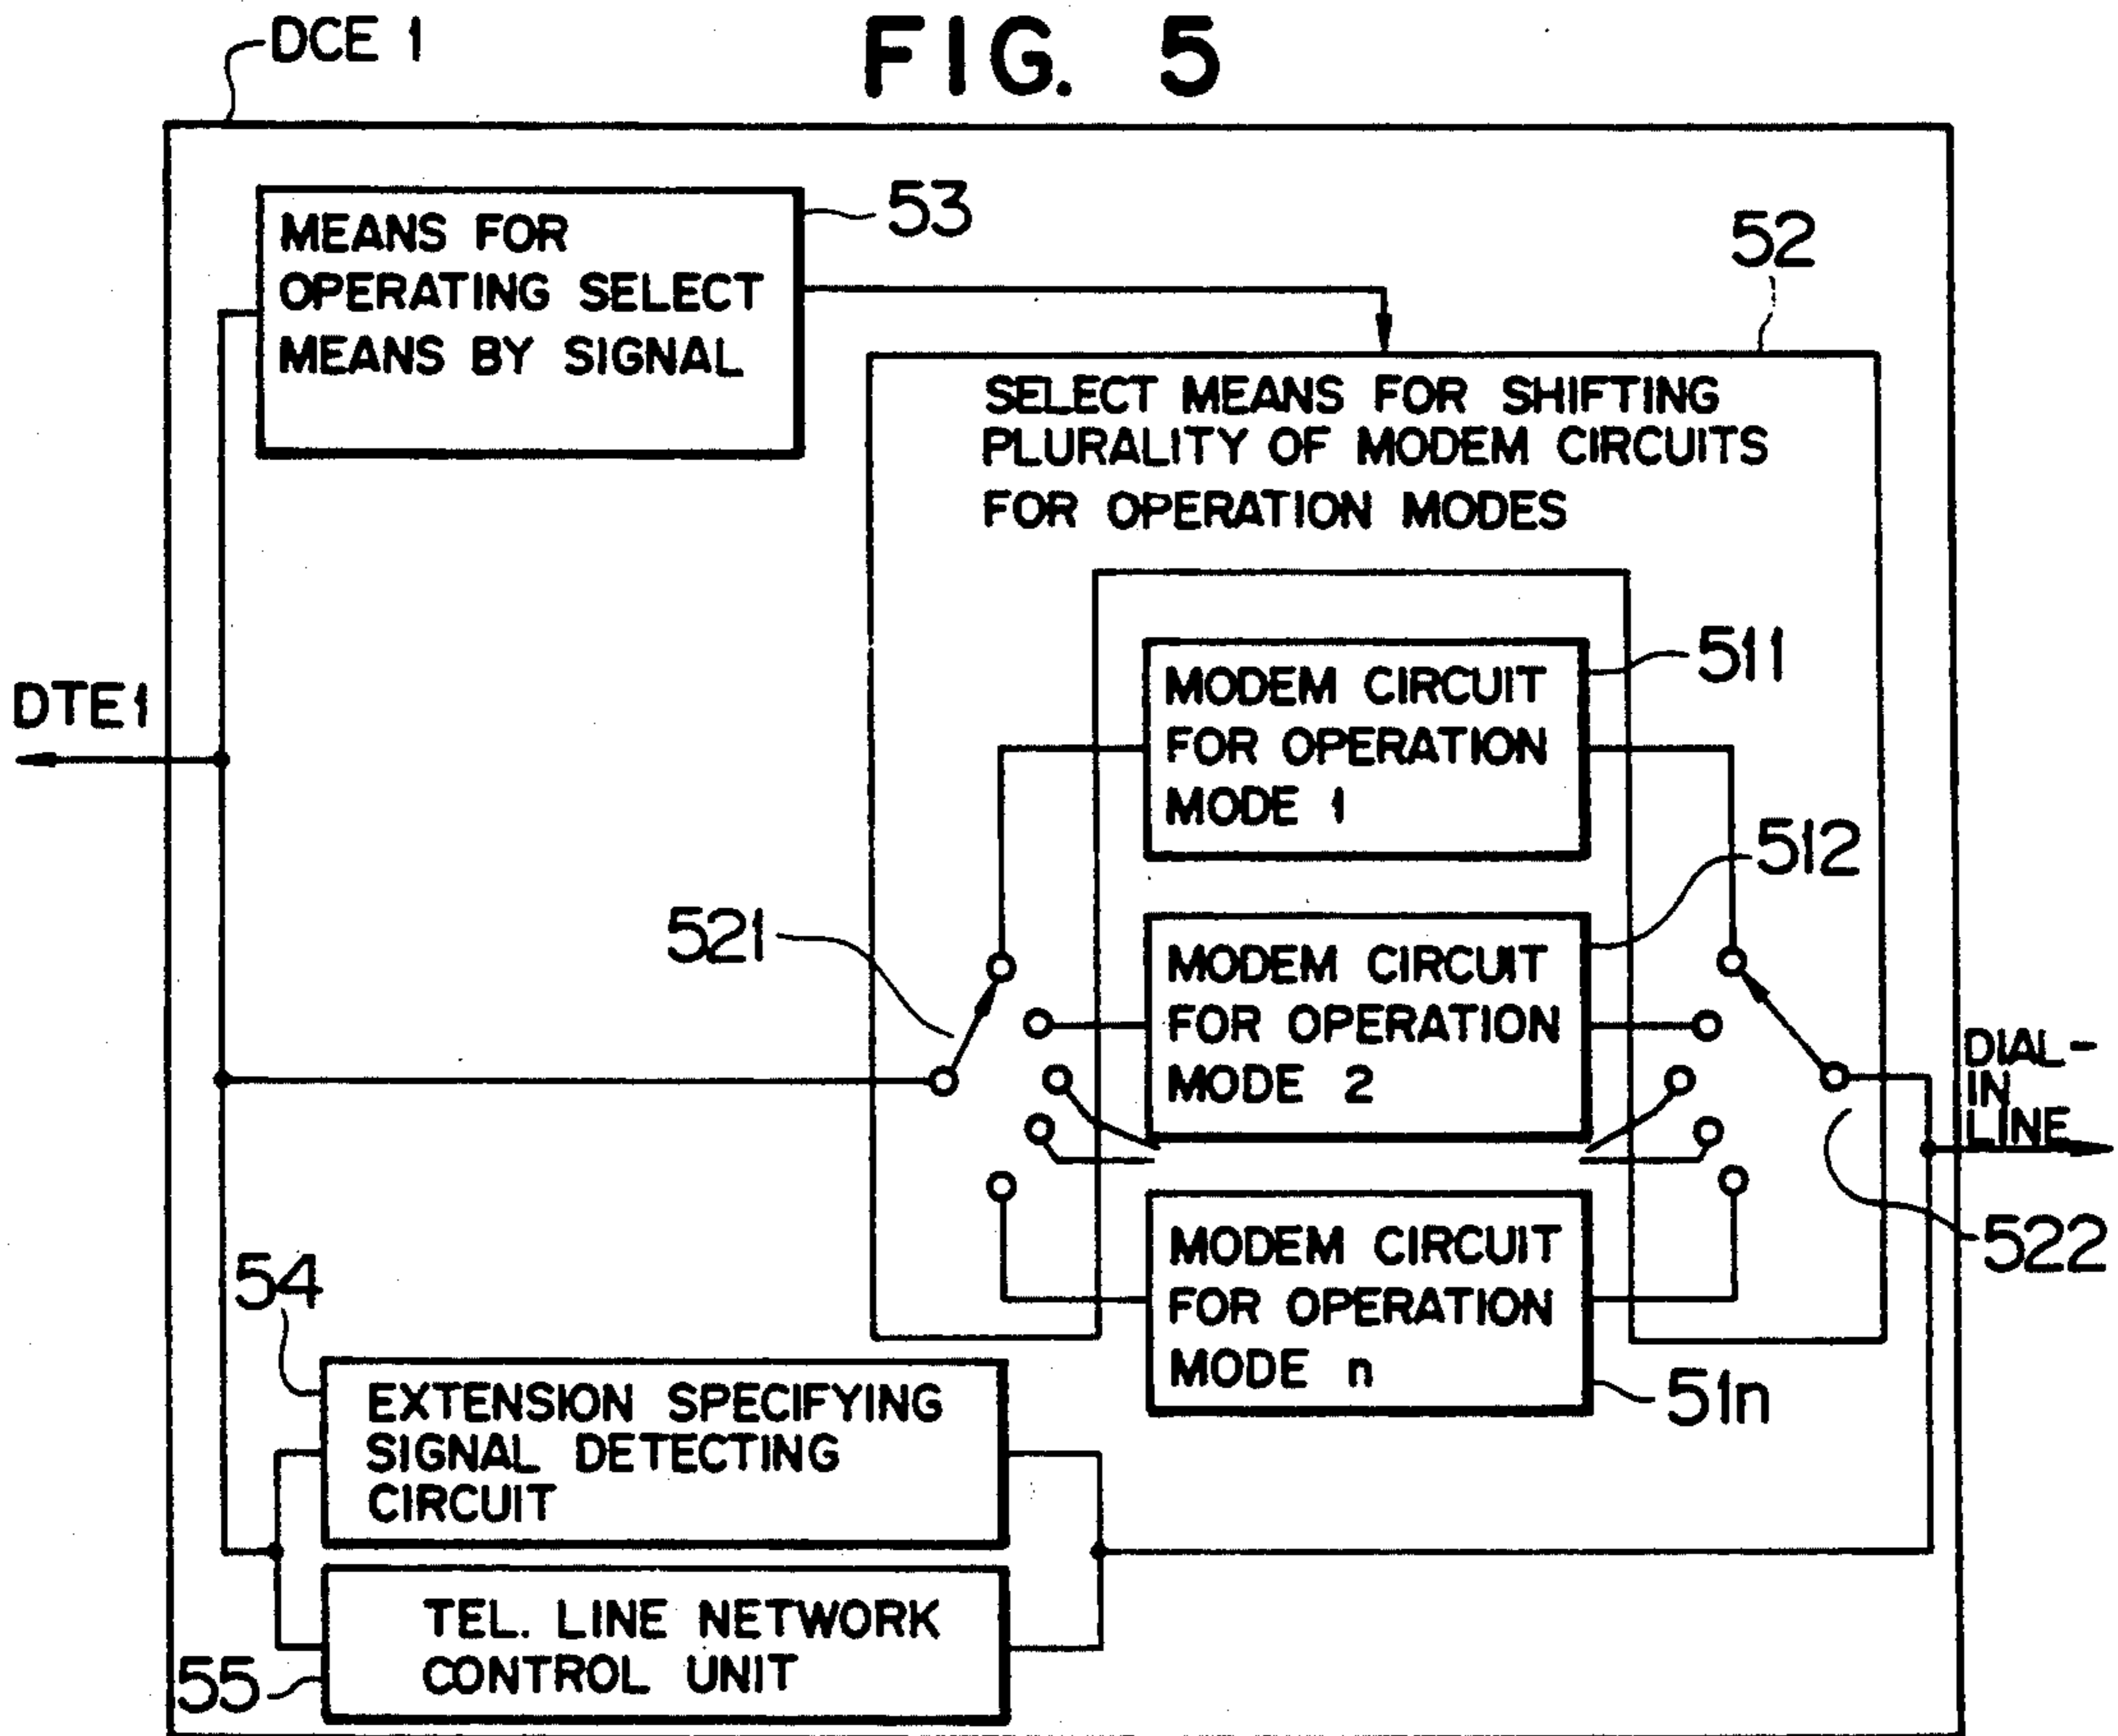 FIG. 5
DCE 1
53
MEANS FOR
OPERATING SELECT
MEANS BY SIGNAL
52
SELECT MEANS FOR SHIFTING
PLURALITY OF MODEM CIRCUITS
FOR OPERATION MODES
511
MODEM CIRCUIT
FOR OPERATION
MODE 1
DTE1
512
521
MODEM CIRCUIT
FOR OPERATION
MODE 2
DIAL-
IN
LINE
522
MODEM CIRCUIT
FOR OPERATION
MODE n
51n
54
EXTENSION SPECIFYING
SIGNAL DETECTING
CIRCUIT
TEL. LINE NETWORK
CONTROL UNIT
55